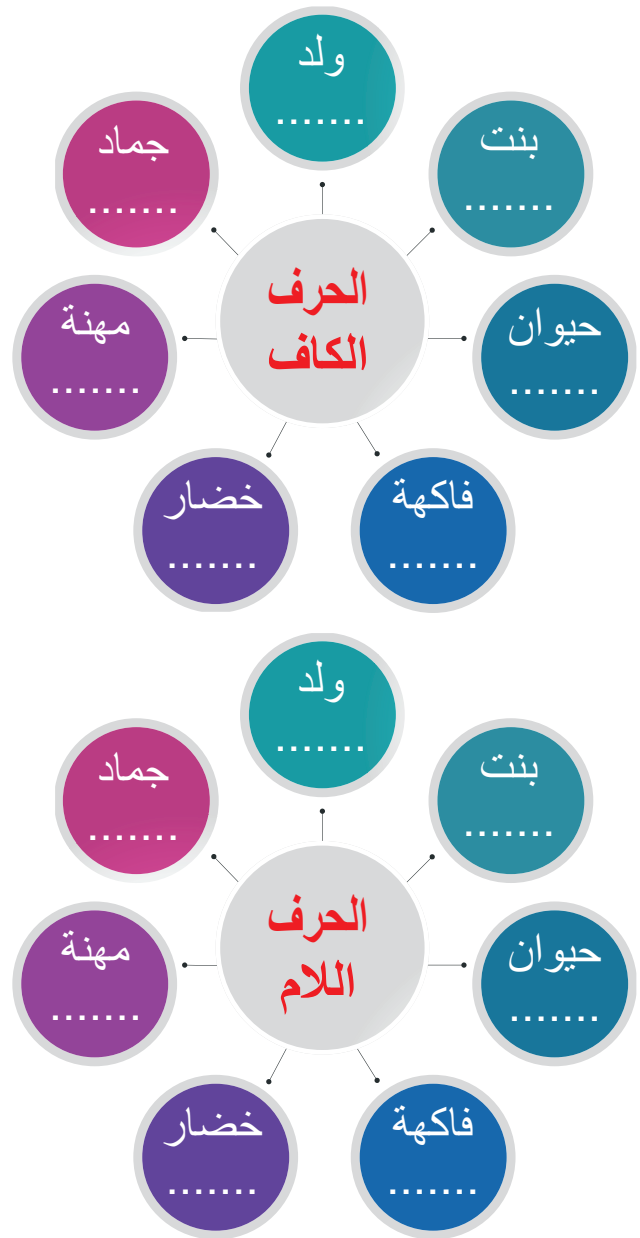 ولد
.......
بنت
.......
جماد
.......
الحرف
الكاف
حيوان
.......
مهنة
.......
فاكهة
.......
خضار
.......
ولد
.......
بنت
.......
جماد
.......
الحرف
اللام
حيوان
.......
مهنة
.......
فاكهة
.......
خضار
.......